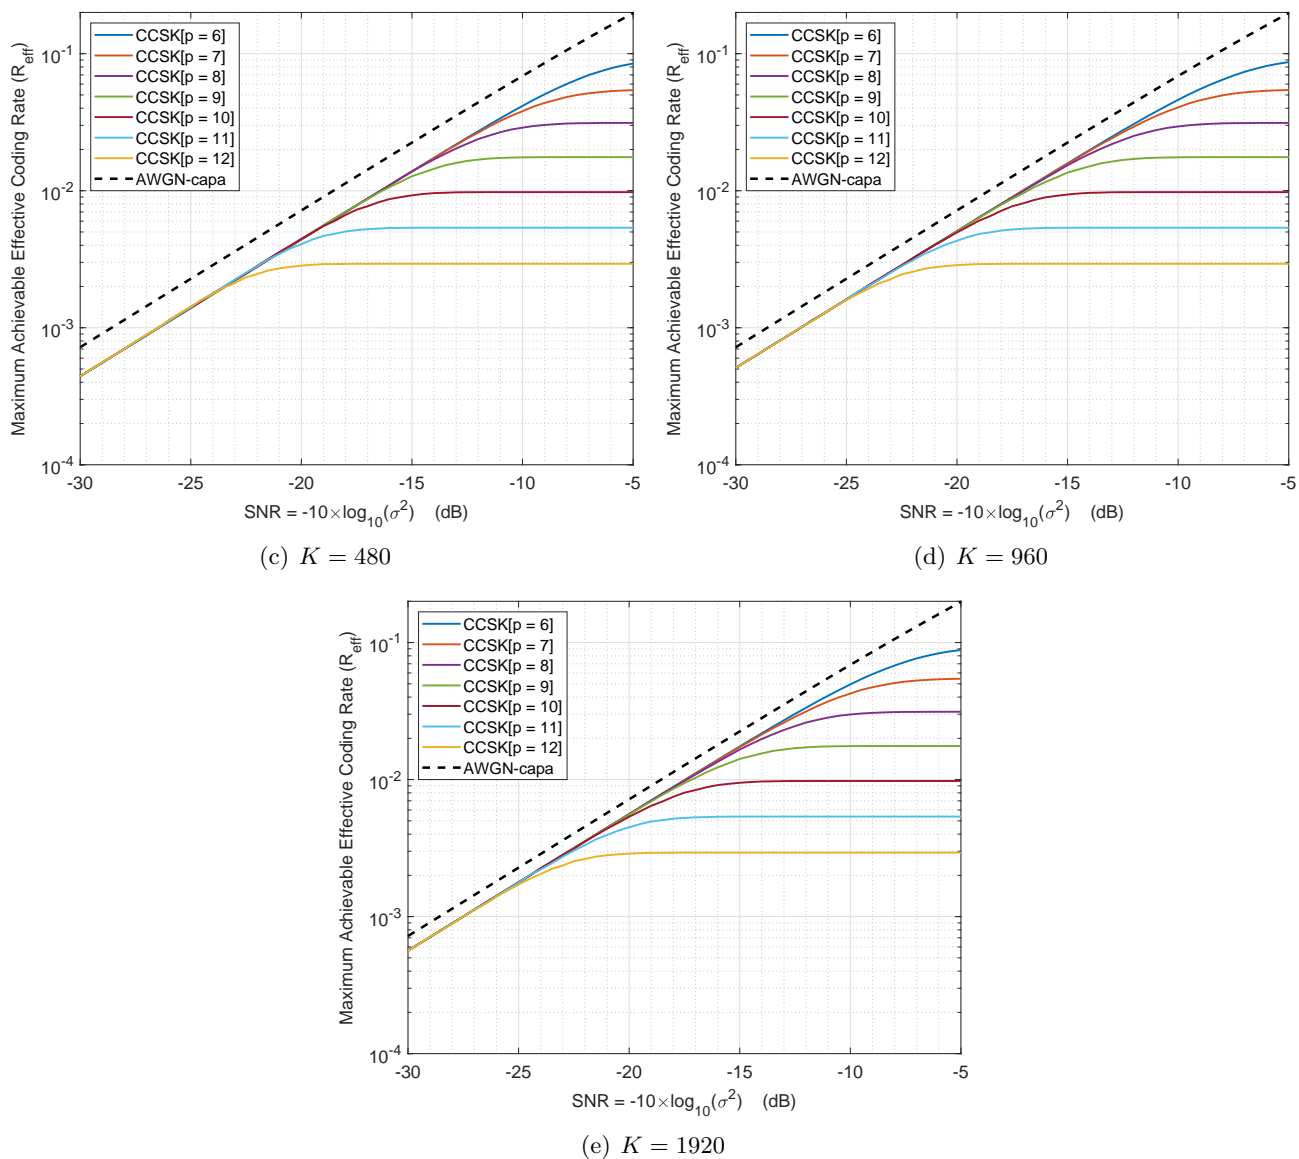 Maximum Achievable Effective Coding Rate (R_eff)
10^-1
10^-2
10^-3
10^-4
CCSK[p = 6]
CCSK[p = 7]
CCSK[p = 8]
CCSK[p = 9]
CCSK[p = 10]
CCSK[p = 11]
CCSK[p = 12]
AWGN-capa
-30 -25 -20 -15 -10 -5
SNR = -10×log_10(σ^2) (dB)
(c) K = 480
Maximum Achievable Effective Coding Rate (R_eff)
10^-1
10^-2
10^-3
10^-4
CCSK[p = 6]
CCSK[p = 7]
CCSK[p = 8]
CCSK[p = 9]
CCSK[p = 10]
CCSK[p = 11]
CCSK[p = 12]
AWGN-capa
-30 -25 -20 -15 -10 -5
SNR = -10×log_10(σ^2) (dB)
(d) K = 960
Maximum Achievable Effective Coding Rate (R_eff)
10^-1
10^-2
10^-3
10^-4
CCSK[p = 6]
CCSK[p = 7]
CCSK[p = 8]
CCSK[p = 9]
CCSK[p = 10]
CCSK[p = 11]
CCSK[p = 12]
AWGN-capa
-30 -25 -20 -15 -10 -5
SNR = -10×log_10(σ^2) (dB)
(e) K = 1920